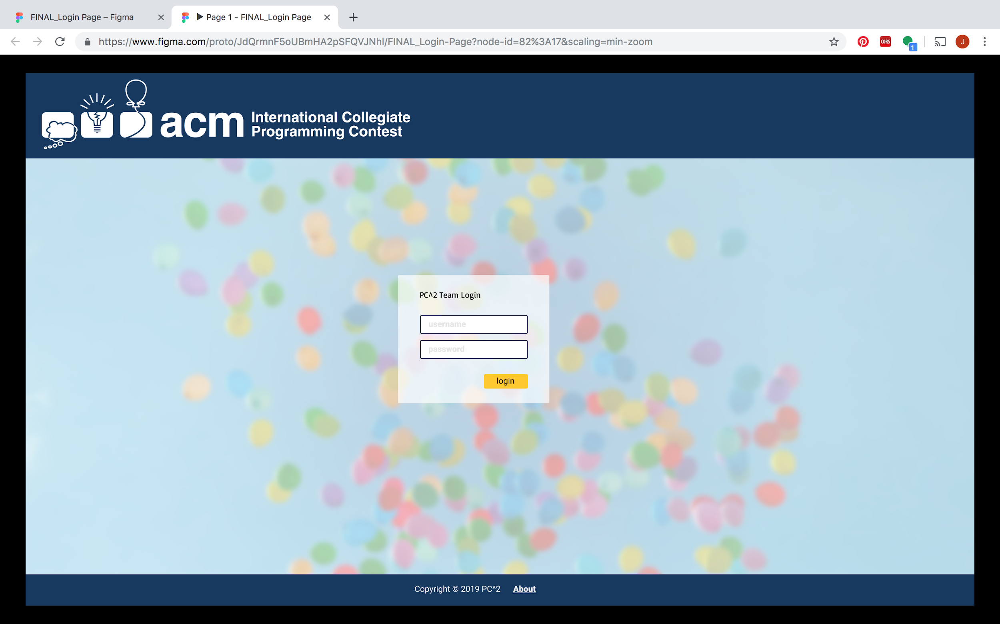 FINAL_Login Page – Figma
▶ Page 1 - FINAL_Login Page
https://www.figma.com/proto/JdQrmnF5oUBmHA2pSFQVJNhl/FINAL_Login-Page?node-id=82%3A17&scaling=min-zoom
CORS
1
J
acm International Collegiate
Programming Contest
PC^2 Team Login
username
password
login
Copyright © 2019 PC^2 About